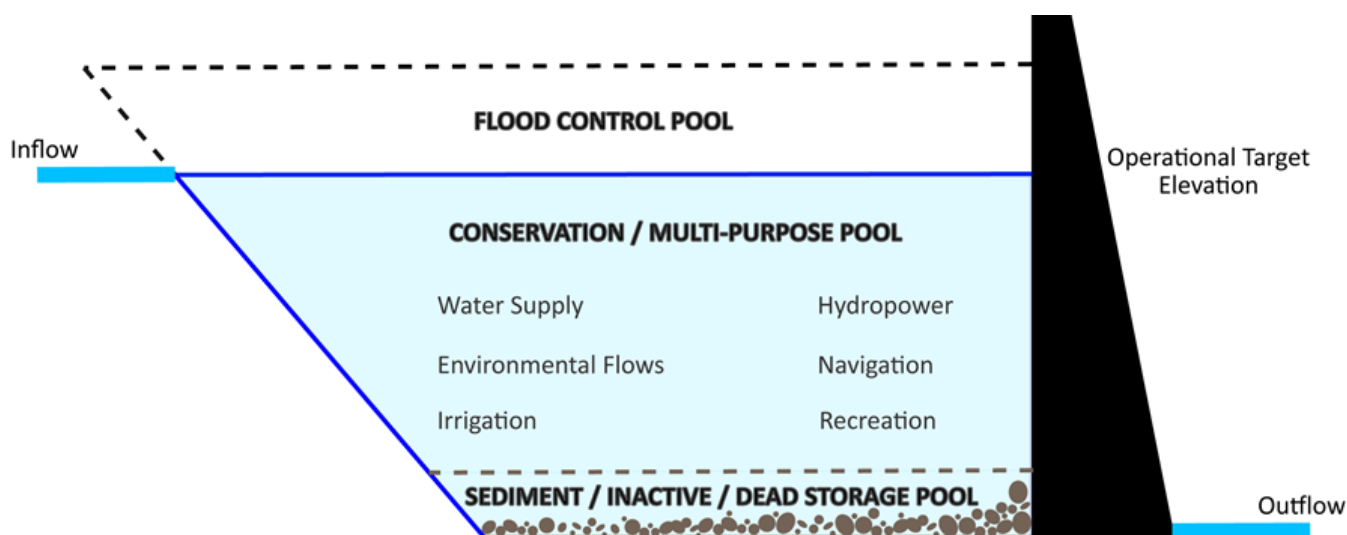 FLOOD CONTROL POOL
Inflow
Operational Target
Elevation
CONSERVATION / MULTI-PURPOSE POOL
Water Supply
Hydropower
Environmental Flows
Navigation
Irrigation
Recreation
SEDIMENT / INACTIVE / DEAD STORAGE POOL
Outflow